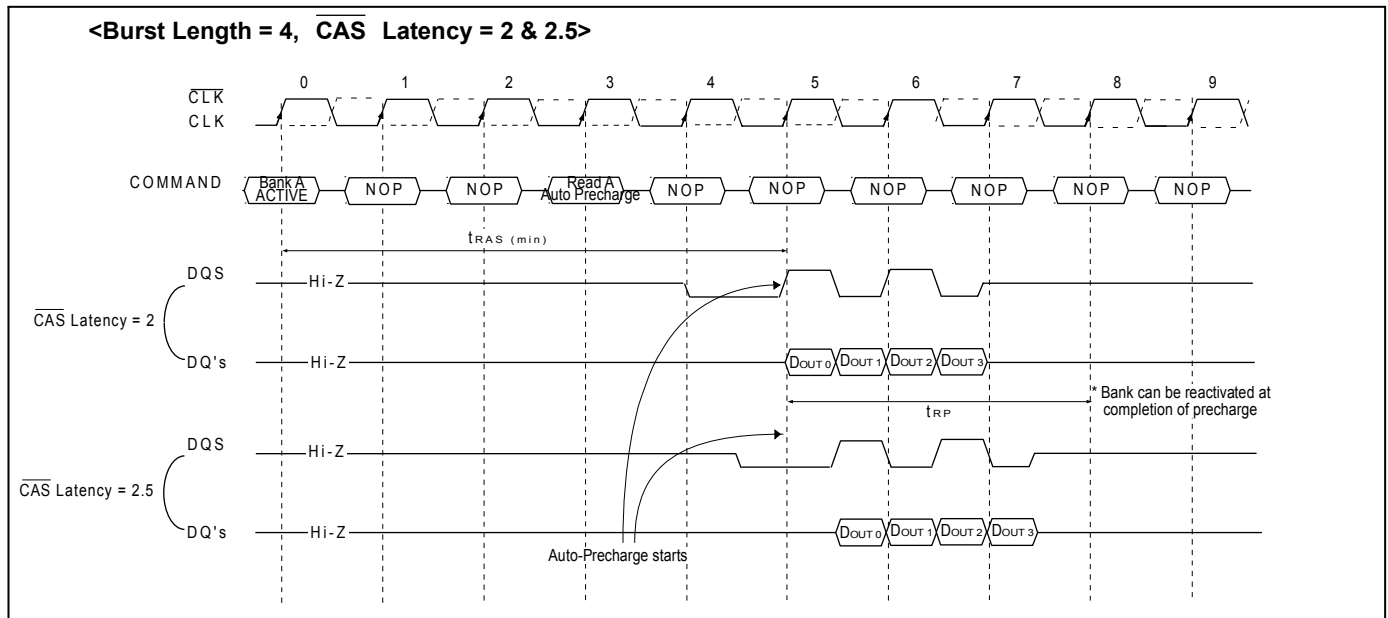 <Burst Length = 4, CAS Latency = 2 & 2.5>
0 1 2 3 4 5 6 7 8 9
CLK
CLK
COMMAND
Bank A
ACTIVE
NOP
NOP
Read A
Auto Precharge
NOP
NOP
NOP
NOP
NOP
NOP
tRAS (min)
DQS
Hi-Z
CAS Latency = 2
DQ's
Hi-Z
DOUT 0 DOUT 1 DOUT 2 DOUT 3
* Bank can be reactivated at
completion of precharge
tRP
DQS
Hi-Z
CAS Latency = 2.5
DQ's
Hi-Z
DOUT 0 DOUT 1 DOUT 2 DOUT 3
Auto-Precharge starts